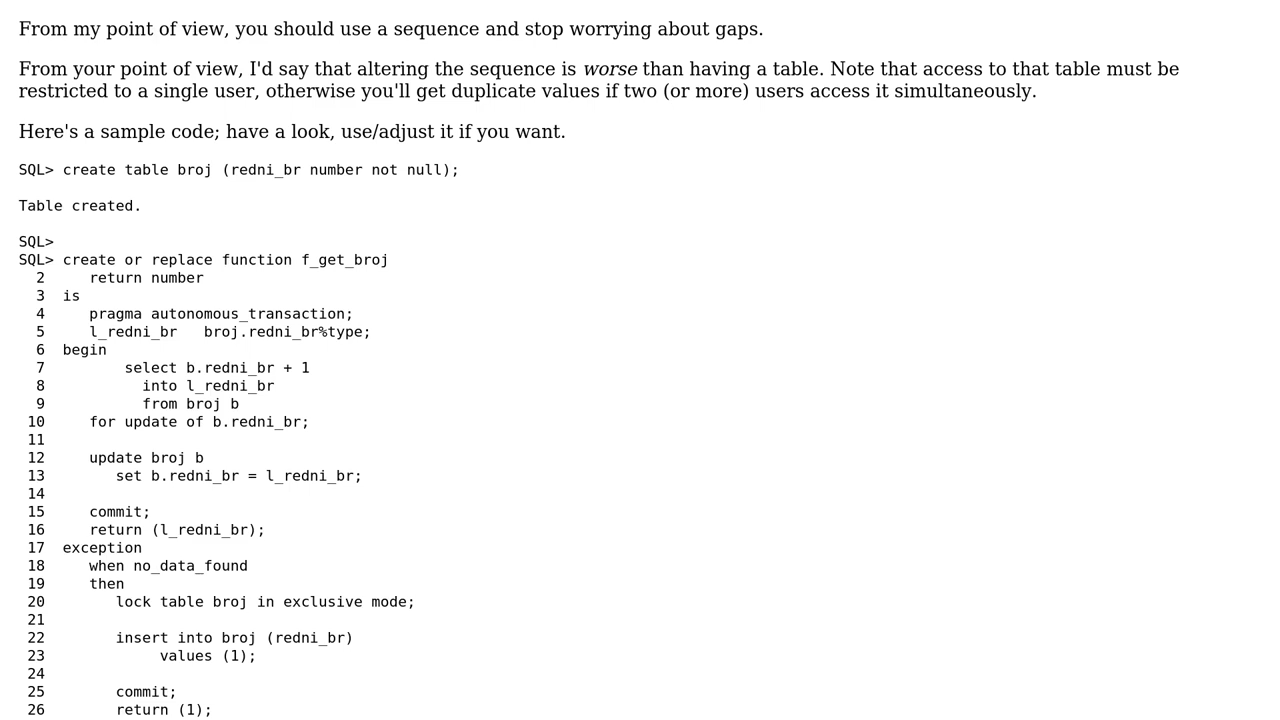 From my point of view, you should use a sequence and stop worrying about gaps.
From your point of view, I'd say that altering the sequence is worse than having a table. Note that access to that table must be
restricted to a single user, otherwise you'll get duplicate values if two (or more) users access it simultaneously.
Here's a sample code; have a look, use/adjust it if you want.
SQL> create table broj (redni_br number not null);
Table created.
SQL>
SQL> create or replace function f_get_broj
  2     return number
  3  is
  4     pragma autonomous_transaction;
  5     l_redni_br   broj.redni_br%type;
  6  begin
  7         select b.redni_br + 1
  8           into l_redni_br
  9           from broj b
 10     for update of b.redni_br;
 11
 12     update broj b
 13        set b.redni_br = l_redni_br;
 14
 15     commit;
 16     return (l_redni_br);
 17  exception
 18     when no_data_found
 19     then
 20        lock table broj in exclusive mode;
 21
 22        insert into broj (redni_br)
 23             values (1);
 24
 25        commit;
 26        return (1);